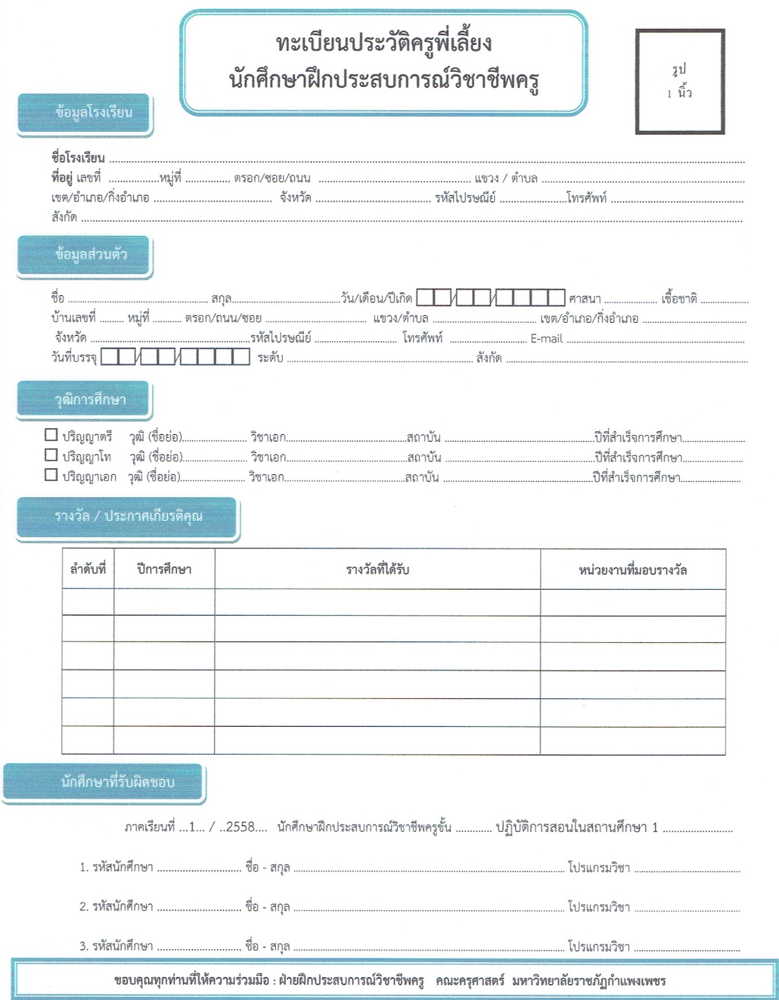 ทะเบียนประวัติครูพี่เลี้ยง
นักศึกษาฝึกประสบการณ์วิชาชีพครู
รูป
1 นิ้ว
ข้อมูลโรงเรียน
ชื่อโรงเรียน ........................................
ที่อยู่ เลขที่ .................หมู่ที่ ............... ตรอก/ซอย/ถนน .................... แขวง / ตำบล ....................
เขต/อำเภอ/กิ่งอำเภอ .................... จังหวัด .................... รหัสไปรษณีย์ ....................โทรศัพท์ ....................
สังกัด ........................................
ข้อมูลส่วนตัว
ชื่อ .................... สกุล....................วัน/เดือน/ปีเกิด / / ศาสนา .................... เชื้อชาติ ....................
บ้านเลขที่ ......... หมู่ที่ .......... ตรอก/ถนน/ซอย .................... แขวง/ตำบล .................... เขต/อำเภอ/กิ่งอำเภอ ....................
จังหวัด ....................รหัสไปรษณีย์ .................... โทรศัพท์ .................... E-mail ....................
วันที่บรรจุ / / ระดับ .................... สังกัด ....................
วุฒิการศึกษา
ปริญญาตรี วุฒิ (ชื่อย่อ).................... วิชาเอก....................สถาบัน ....................ปีที่สำเร็จการศึกษา....................
ปริญญาโท วุฒิ (ชื่อย่อ).................... วิชาเอก....................สถาบัน ....................ปีที่สำเร็จการศึกษา....................
ปริญญาเอก วุฒิ (ชื่อย่อ).................... วิชาเอก....................สถาบัน ....................ปีที่สำเร็จการศึกษา....................
รางวัล / ประกาศเกียรติคุณ
ลำดับที่ ปีการศึกษา รางวัลที่ได้รับ หน่วยงานที่มอบรางวัล
นักศึกษาที่รับผิดชอบ
ภาคเรียนที่ ...1... / ..2558.... นักศึกษาฝึกประสบการณ์วิชาชีพครูขั้น ............ ปฏิบัติการสอนในสถานศึกษา 1 ........................
1. รหัสนักศึกษา .................... ชื่อ - สกุล .................... โปรแกรมวิชา ....................
2. รหัสนักศึกษา .................... ชื่อ - สกุล .................... โปรแกรมวิชา ....................
3. รหัสนักศึกษา .................... ชื่อ - สกุล .................... โปรแกรมวิชา ....................
ขอบคุณทุกท่านที่ให้ความร่วมมือ : ฝ่ายฝึกประสบการณ์วิชาชีพครู คณะครุศาสตร์ มหาวิทยาลัยราชภัฏกำแพงเพชร